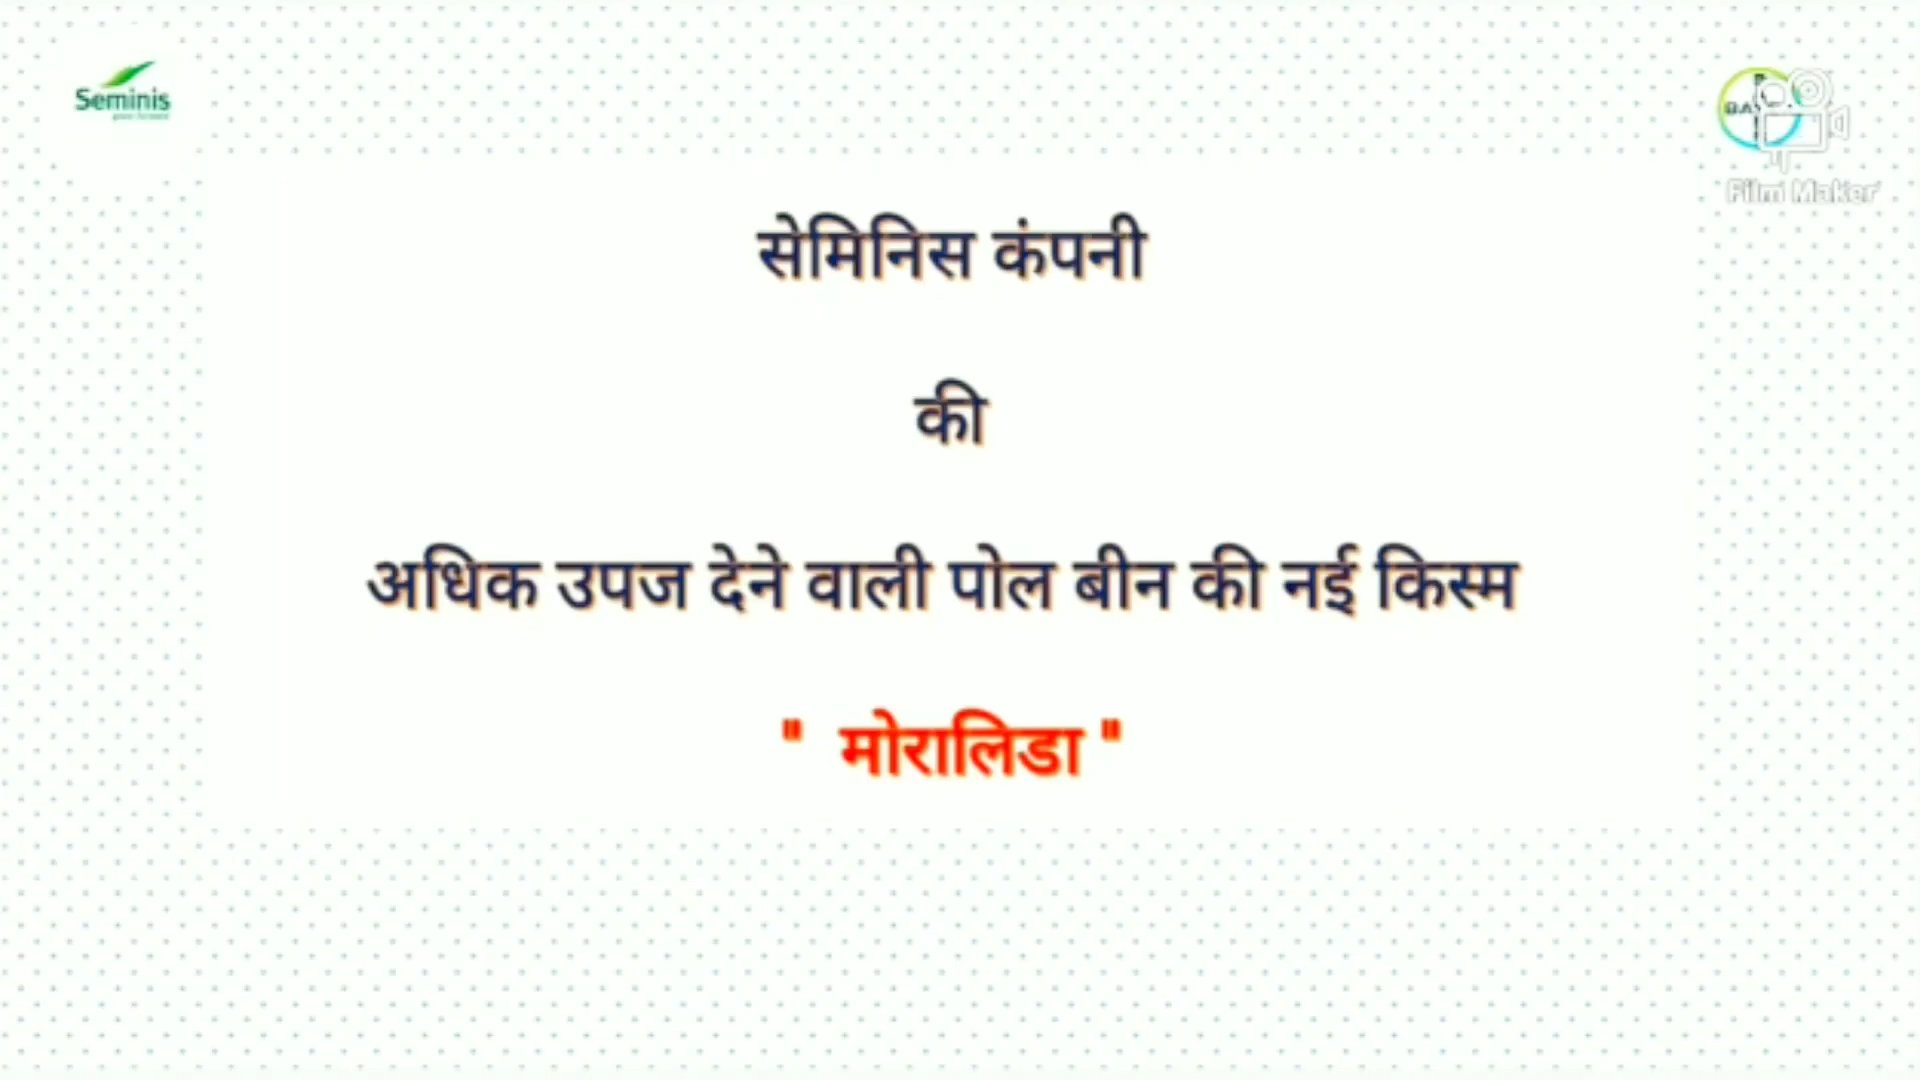 Seminis
सेमिनिस कंपनी
की
अधिक उपज देने वाली पोल बीन की नई किस्म
" मोरालिडा "
Film Maker